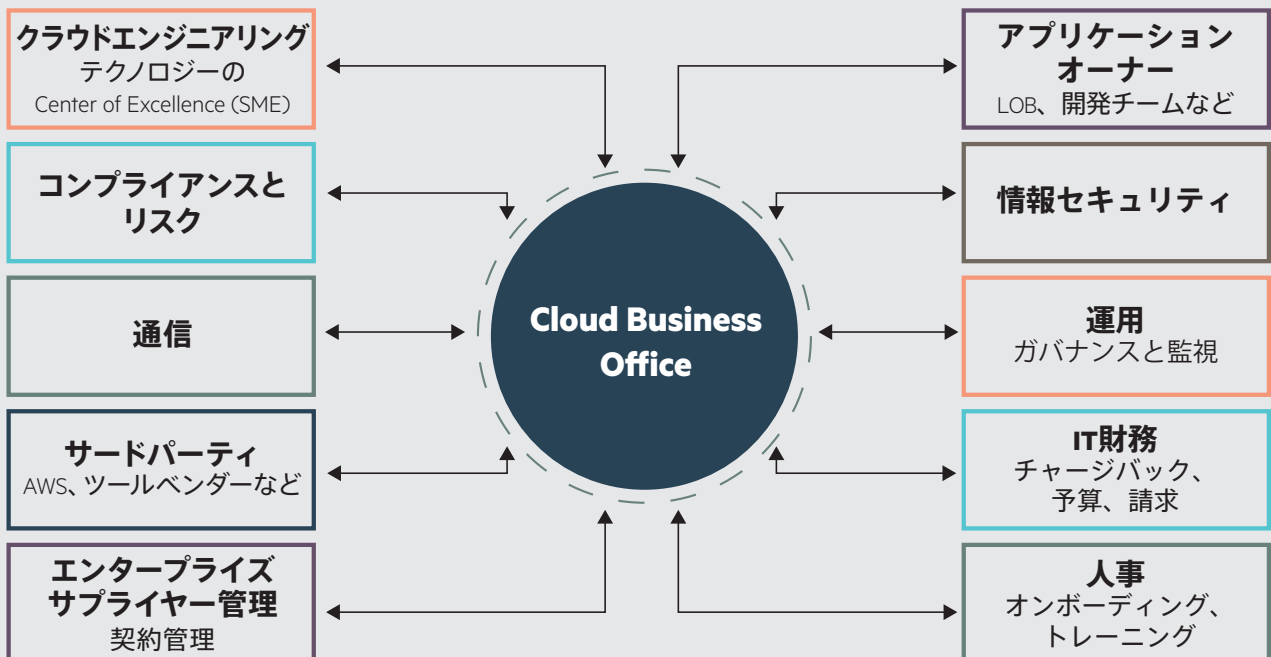 クラウドエンジニアリング
テクノロジーの
Center of Excellence (SME)
コンプライアンスと
リスク
通信
サードパーティ
AWS、ツールベンダーなど
エンタープライズ
サプライヤー管理
契約管理
Cloud Business
Office
アプリケーション
オーナー
LOB、開発チームなど
情報セキュリティ
運用
ガバナンスと監視
IT財務
チャージバック、
予算、請求
人事
オンボーディング、
トレーニング